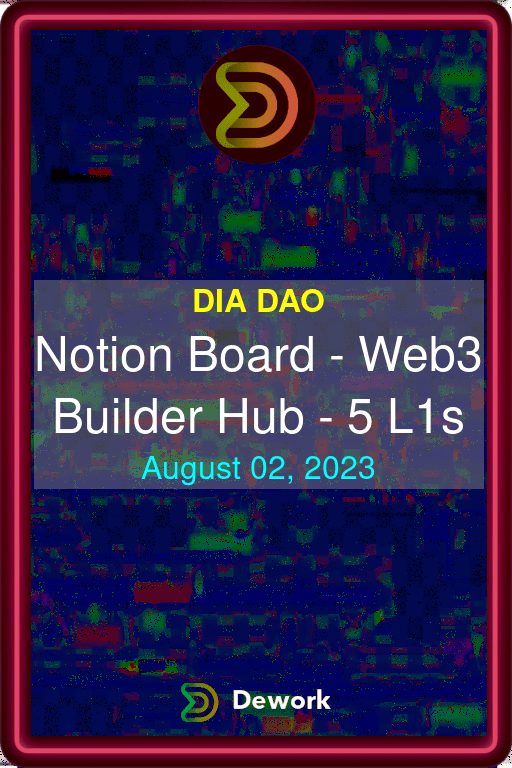 DIA DAO
Notion Board - Web3
Builder Hub - 5 L1s
August 02, 2023
Dework